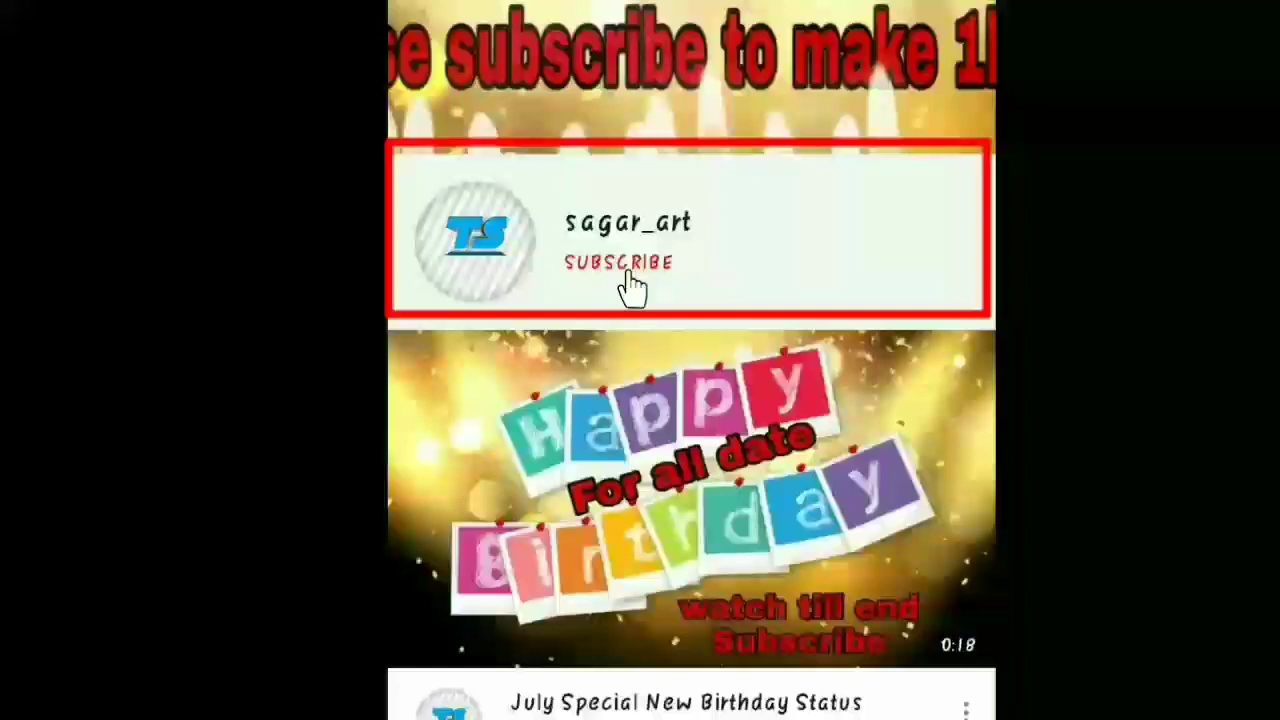 se subscribe to make 1
TS
sagar_art
SUBSCRIBE
Happy
For all date
Birthday
watch till end
Subscribe
0:18
July Special New Birthday Status